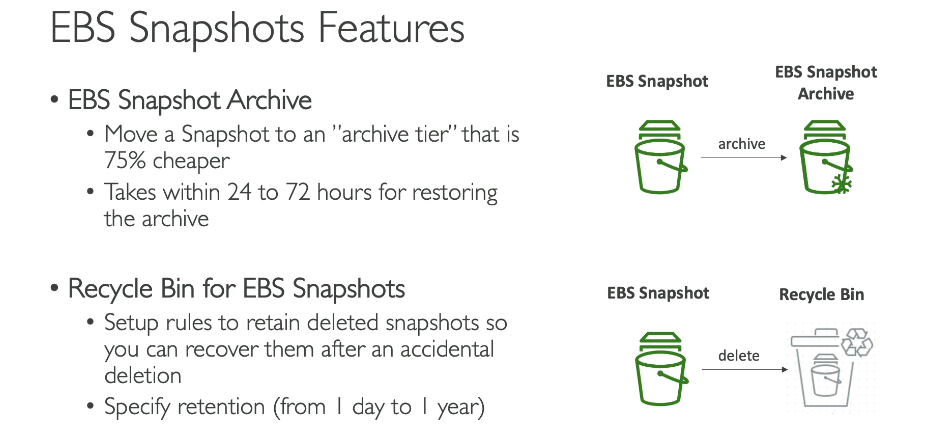 EBS Snapshots Features
• EBS Snapshot Archive
• Move a Snapshot to an ”archive tier” that is
75% cheaper
• Takes within 24 to 72 hours for restoring
the archive
• Recycle Bin for EBS Snapshots
• Setup rules to retain deleted snapshots so
you can recover them after an accidental
deletion
• Specify retention (from 1 day to 1 year)
EBS Snapshot
EBS Snapshot
Archive
archive
EBS Snapshot
Recycle Bin
delete